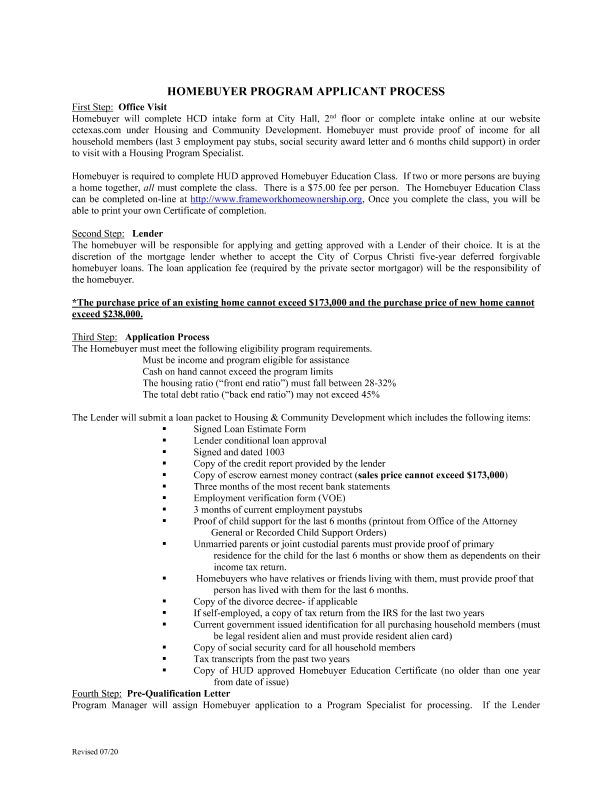 HOMEBUYER PROGRAM APPLICANT PROCESS
First Step: Office Visit
Homebuyer will complete HCD intake form at City Hall, 2nd floor or complete intake online at our website
cctexas.com under Housing and Community Development. Homebuyer must provide proof of income for all
household members (last 3 employment pay stubs, social security award letter and 6 months child support) in order
to visit with a Housing Program Specialist.
Homebuyer is required to complete HUD approved Homebuyer Education Class. If two or more persons are buying
a home together, all must complete the class. There is a $75.00 fee per person. The Homebuyer Education Class
can be completed on-line at http://www.frameworkhomeownership.org, Once you complete the class, you will be
able to print your own Certificate of completion.
Second Step: Lender
The homebuyer will be responsible for applying and getting approved with a Lender of their choice. It is at the
discretion of the mortgage lender whether to accept the City of Corpus Christi five-year deferred forgivable
homebuyer loans. The loan application fee (required by the private sector mortgagor) will be the responsibility of
the homebuyer.
*The purchase price of an existing home cannot exceed $173,000 and the purchase price of new home cannot
exceed $238,000.
Third Step: Application Process
The Homebuyer must meet the following eligibility program requirements.
Must be income and program eligible for assistance
Cash on hand cannot exceed the program limits
The housing ratio ("front end ratio") must fall between 28-32%
The total debt ratio ("back end ratio") may not exceed 45%
The Lender will submit a loan packet to Housing & Community Development which includes the following items:
▪ Signed Loan Estimate Form
▪ Lender conditional loan approval
▪ Signed and dated 1003
▪ Copy of the credit report provided by the lender
▪ Copy of escrow earnest money contract (sales price cannot exceed $173,000)
▪ Three months of the most recent bank statements
▪ Employment verification form (VOE)
▪ 3 months of current employment paystubs
▪ Proof of child support for the last 6 months (printout from Office of the Attorney
General or Recorded Child Support Orders)
▪ Unmarried parents or joint custodial parents must provide proof of primary
residence for the child for the last 6 months or show them as dependents on their
income tax return.
▪ Homebuyers who have relatives or friends living with them, must provide proof that
person has lived with them for the last 6 months.
▪ Copy of the divorce decree- if applicable
▪ If self-employed, a copy of tax return from the IRS for the last two years
▪ Current government issued identification for all purchasing household members (must
be legal resident alien and must provide resident alien card)
▪ Copy of social security card for all household members
▪ Tax transcripts from the past two years
▪ Copy of HUD approved Homebuyer Education Certificate (no older than one year
from date of issue)
Fourth Step: Pre-Qualification Letter
Program Manager will assign Homebuyer application to a Program Specialist for processing. If the Lender
Revised 07/20